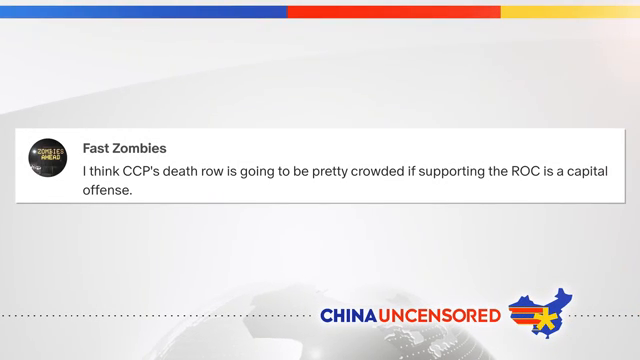 ZOMBIES
AHEAD
Fast Zombies
I think CCP's death row is going to be pretty crowded if supporting the ROC is a capital
offense.
CHINAUNCENSORED